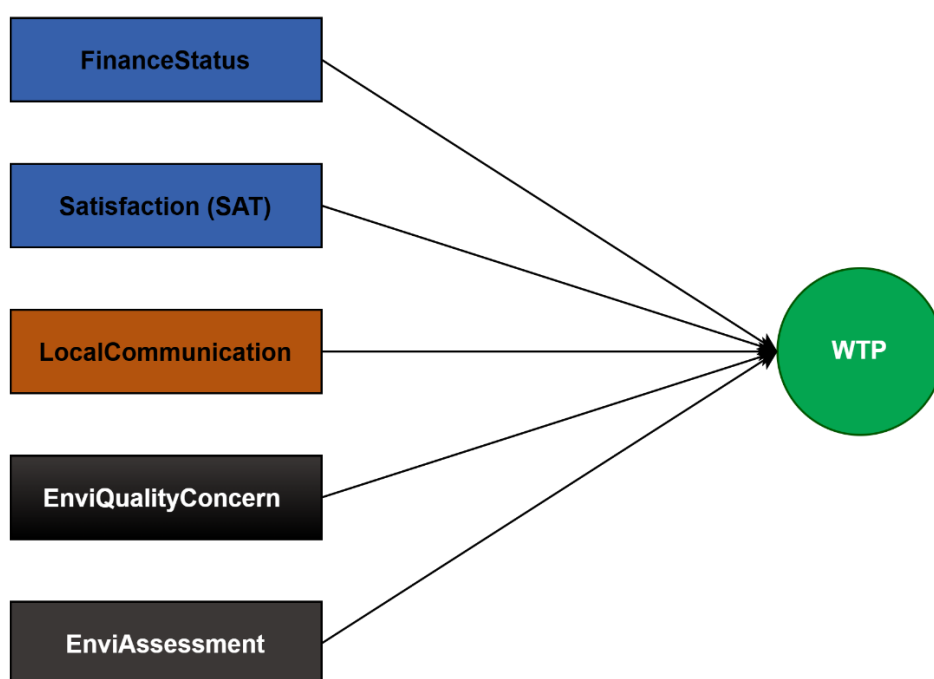 FinanceStatus
Satisfaction (SAT)
LocalCommunication
WTP
EnviQualityConcern
EnviAssessment